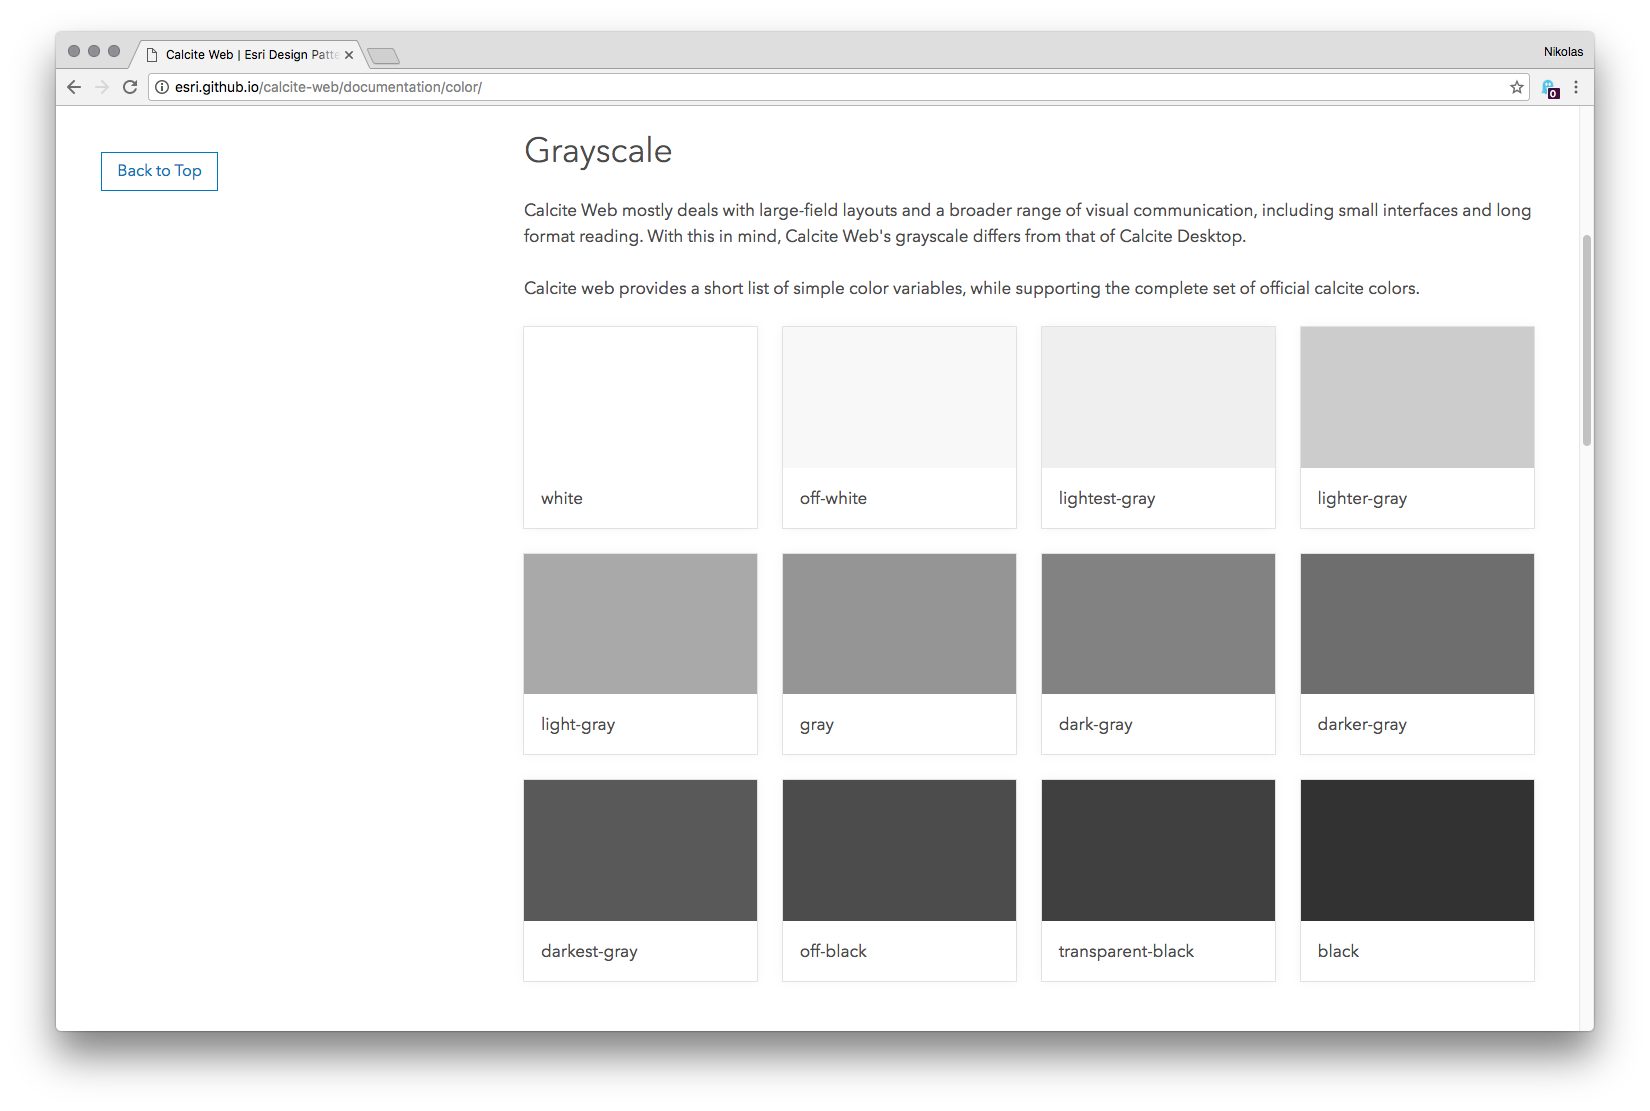 Calcite Web | Esri Design Patte
Nikolas
esri.github.io/calcite-web/documentation/color/
0
Back to Top
Grayscale
Calcite Web mostly deals with large-field layouts and a broader range of visual communication, including small interfaces and long
format reading. With this in mind, Calcite Web's grayscale differs from that of Calcite Desktop.
Calcite web provides a short list of simple color variables, while supporting the complete set of official calcite colors.
white
off-white
lightest-gray
lighter-gray
light-gray
gray
dark-gray
darker-gray
darkest-gray
off-black
transparent-black
black